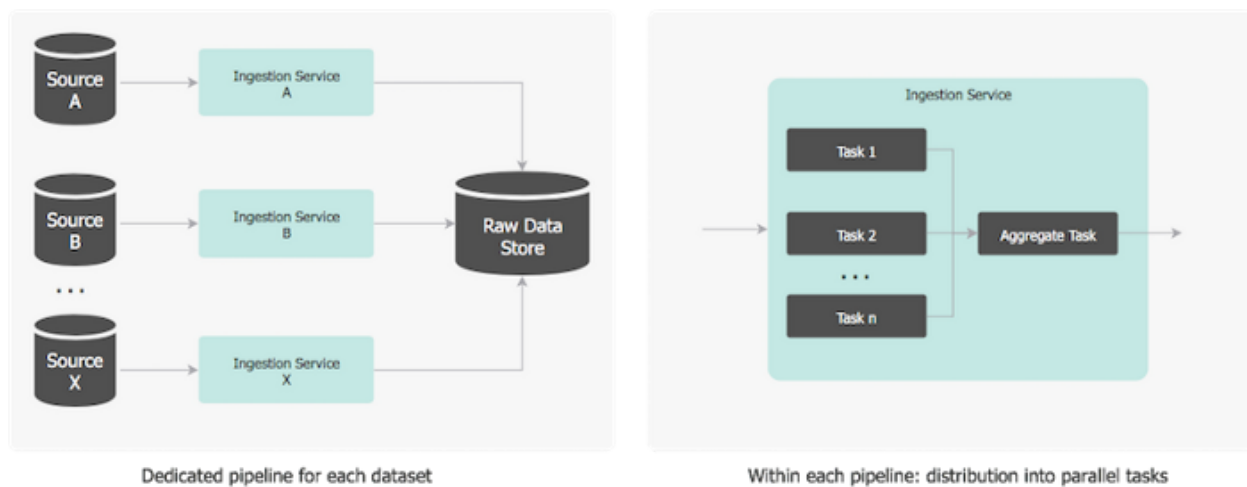 Source
A
Ingestion Service
A
Source
B
Ingestion Service
B
...
Source
X
Ingestion Service
X
Raw Data
Store
Dedicated pipeline for each dataset
Ingestion Service
Task 1
Task 2
...
Task n
Aggregate Task
Within each pipeline: distribution into parallel tasks